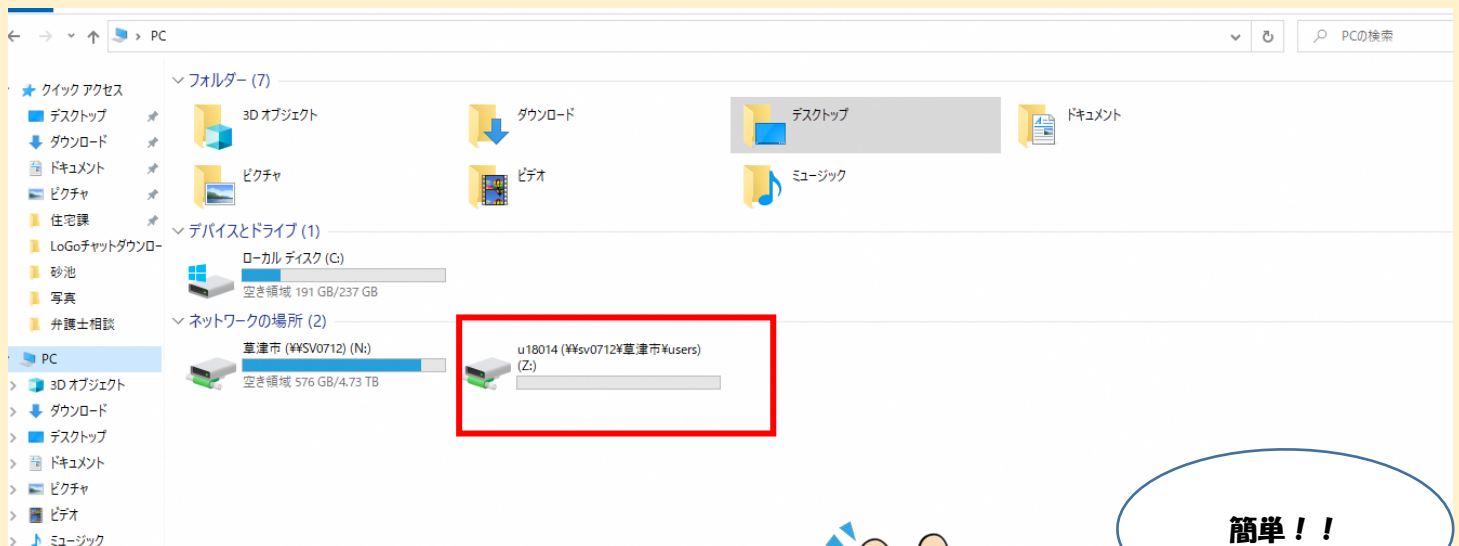 PC
PCの検索
クイック アクセス
デスクトップ
ダウンロード
ドキュメント
ピクチャ
住宅課
LoGoチャットダウンロー
砂池
写真
弁護士相談
PC
3D オブジェクト
ダウンロード
デスクトップ
ドキュメント
ピクチャ
ビデオ
ミュージック
フォルダー (7)
3D オブジェクト
ダウンロード
デスクトップ
ドキュメント
ピクチャ
ビデオ
ミュージック
デバイスとドライブ (1)
ローカル ディスク (C:)
空き領域 191 GB/237 GB
ネットワークの場所 (2)
草津市 (¥¥SV0712) (N:)
空き領域 576 GB/4.73 TB
u18014 (¥¥sv0712¥草津市¥users)
(Z:)
簡単！！